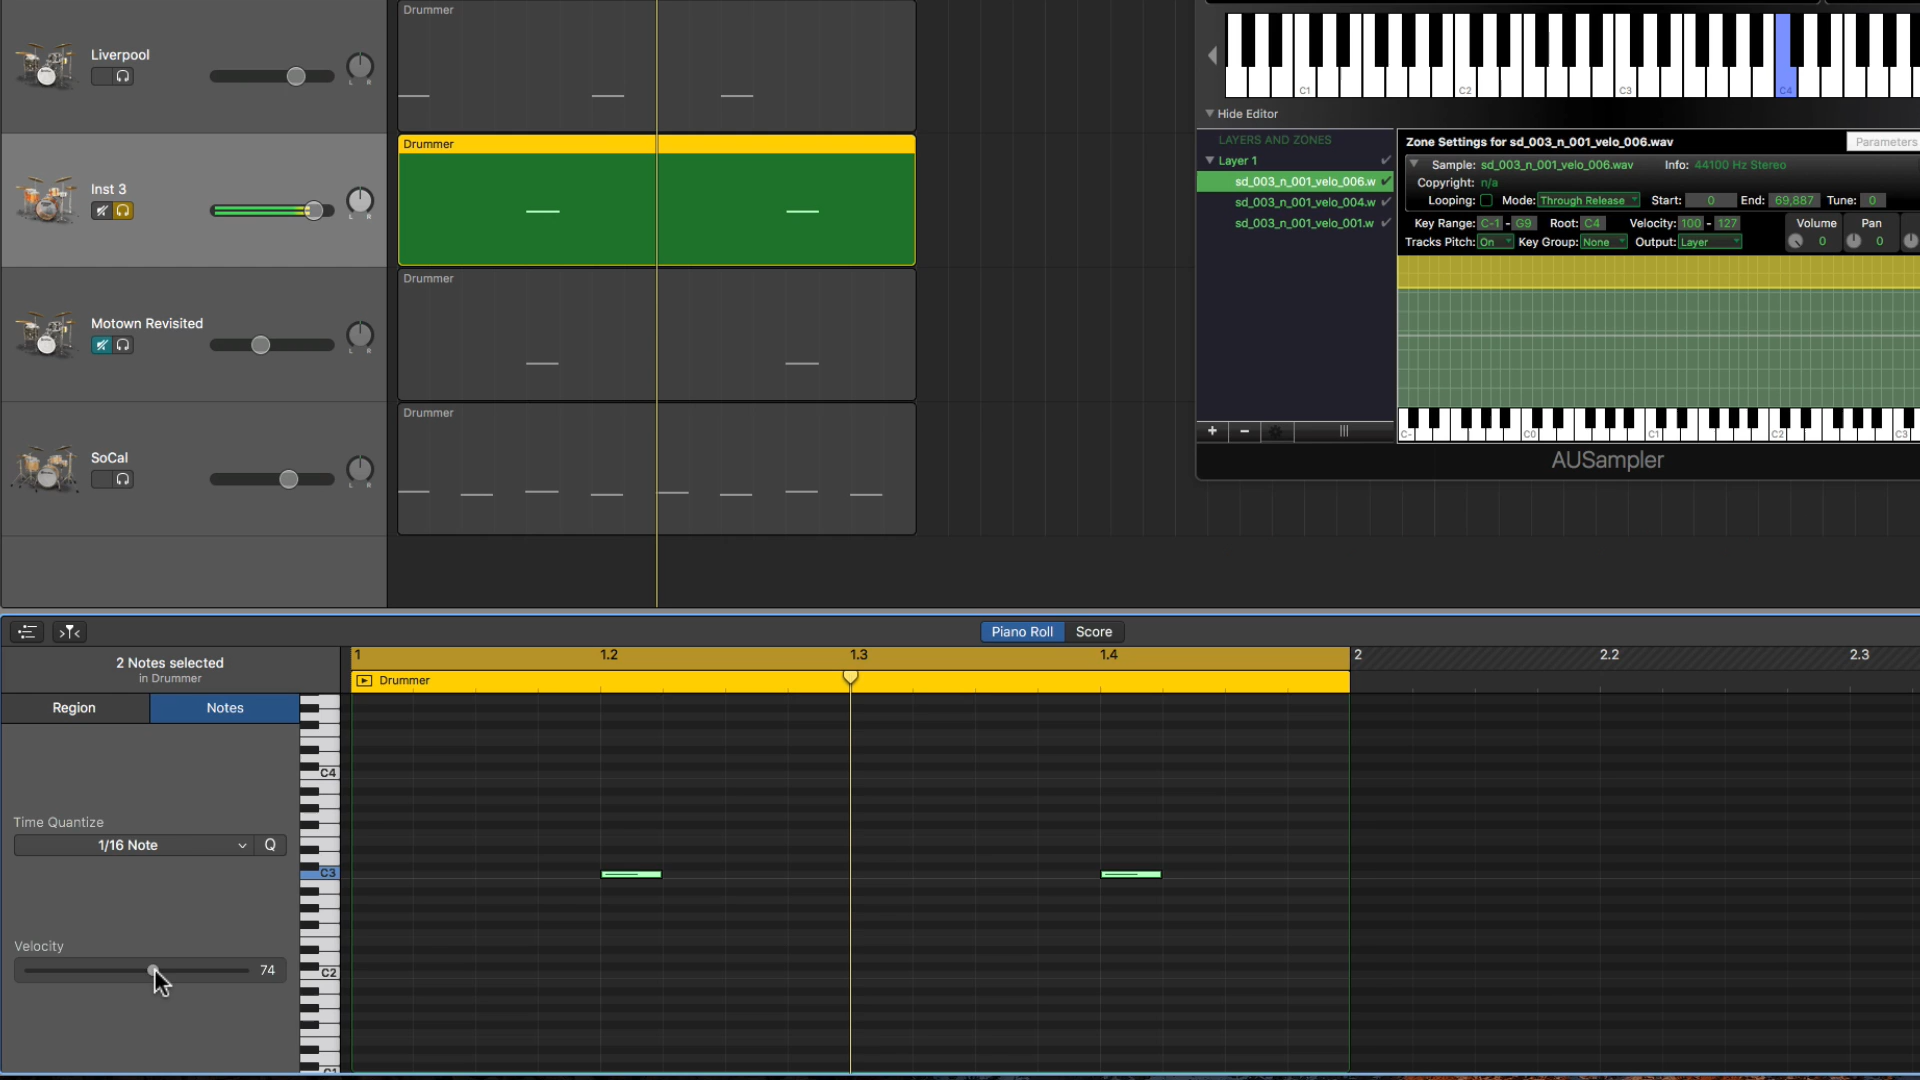 Drummer
Liverpool
L R
Drummer
Inst 3
L R
Drummer
Motown Revisited
L R
Drummer
SoCal
L R
C1 C2 C3 C4
Hide Editor
LAYERS AND ZONES
Layer 1
sd_003_n_001_velo_006.w
sd_003_n_001_velo_004.w
sd_003_n_001_velo_001.w
+ -
Zone Settings for sd_003_n_001_velo_006.wav
Parameters
Sample: sd_003_n_001_velo_006.wav Info: 44100 Hz Stereo
Copyright: n/a
Looping: Mode: Through Release Start: 0 End: 69,887 Tune: 0
Key Range: C-1 - G9 Root: C4 Velocity: 100 - 127 Volume Pan
Tracks Pitch: On Key Group: None Output: Layer 0 0
C- C0 C1 C2 C3
AUSampler
Piano Roll Score
2 Notes selected
in Drummer
1 1.2 1.3 1.4 2 2.2 2.3
Drummer
Region Notes
C4
Time Quantize
1/16 Note Q
C3
Velocity
74
C2
C1